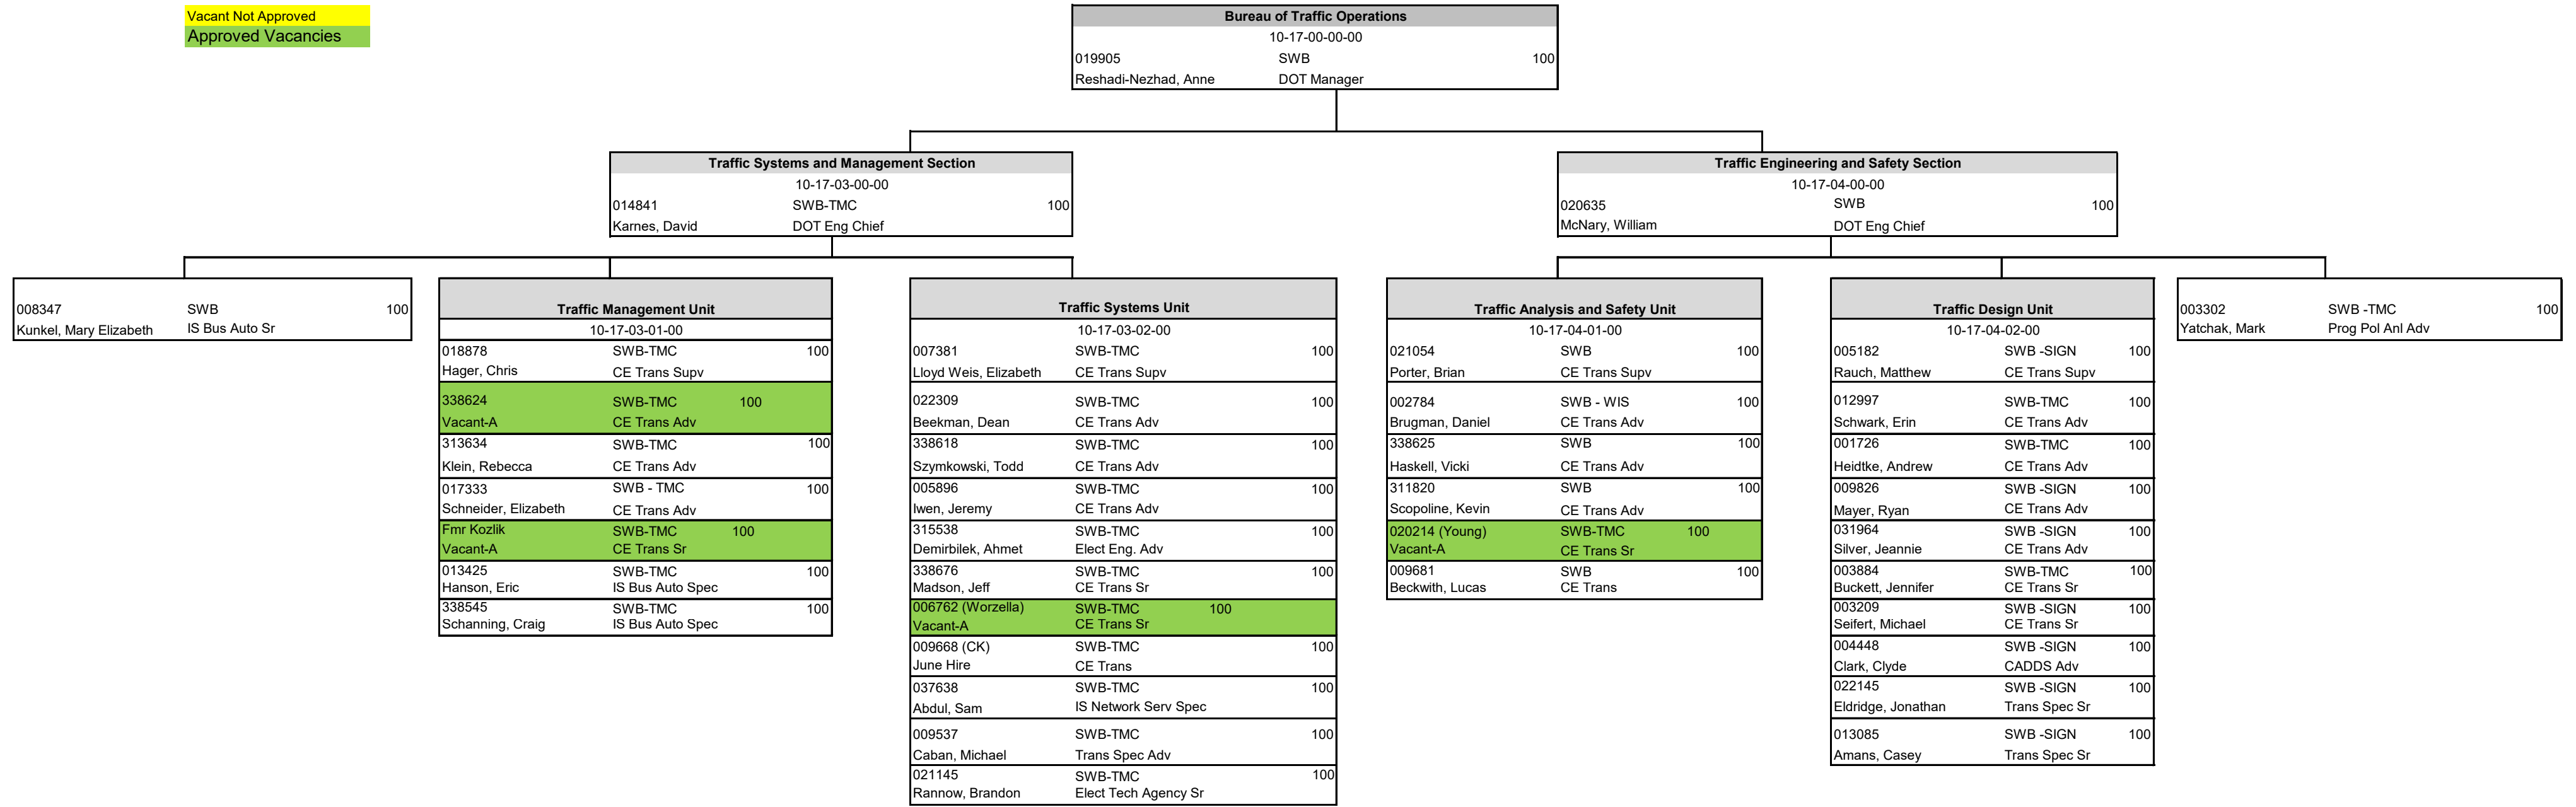 Vacant Not Approved
Approved Vacancies
Bureau of Traffic Operations
10-17-00-00-00
019905 SWB 100
Reshadi-Nezhad, Anne DOT Manager
Traffic Systems and Management Section
10-17-03-00-00
014841 SWB-TMC 100
Karnes, David DOT Eng Chief
Traffic Engineering and Safety Section
10-17-04-00-00
020635 SWB 100
McNary, William DOT Eng Chief
008347 SWB 100
Kunkel, Mary Elizabeth IS Bus Auto Sr
Traffic Management Unit
10-17-03-01-00
018878 SWB-TMC 100
Hager, Chris CE Trans Supv
338624 SWB-TMC 100
Vacant-A CE Trans Adv
313634 SWB-TMC 100
Klein, Rebecca CE Trans Adv
017333 SWB - TMC 100
Schneider, Elizabeth CE Trans Adv
Fmr Kozlik SWB-TMC 100
Vacant-A CE Trans Sr
013425 SWB-TMC 100
Hanson, Eric IS Bus Auto Spec
338545 SWB-TMC 100
Schanning, Craig IS Bus Auto Spec
Traffic Systems Unit
10-17-03-02-00
007381 SWB-TMC 100
Lloyd Weis, Elizabeth CE Trans Supv
022309 SWB-TMC 100
Beekman, Dean CE Trans Adv
338618 SWB-TMC 100
Szymkowski, Todd CE Trans Adv
005896 SWB-TMC 100
Iwen, Jeremy CE Trans Adv
315538 SWB-TMC 100
Demirbilek, Ahmet Elect Eng. Adv
338676 SWB-TMC 100
Madson, Jeff CE Trans Sr
006762 (Worzella) SWB-TMC 100
Vacant-A CE Trans Sr
009668 (CK) SWB-TMC 100
June Hire CE Trans
037638 SWB-TMC 100
Abdul, Sam IS Network Serv Spec
009537 SWB-TMC 100
Caban, Michael Trans Spec Adv
021145 SWB-TMC 100
Rannow, Brandon Elect Tech Agency Sr
Traffic Analysis and Safety Unit
10-17-04-01-00
021054 SWB 100
Porter, Brian CE Trans Supv
002784 SWB - WIS 100
Brugman, Daniel CE Trans Adv
338625 SWB 100
Haskell, Vicki CE Trans Adv
311820 SWB 100
Scopoline, Kevin CE Trans Adv
020214 (Young) SWB-TMC 100
Vacant-A CE Trans Sr
009681 SWB 100
Beckwith, Lucas CE Trans
Traffic Design Unit
10-17-04-02-00
005182 SWB -SIGN 100
Rauch, Matthew CE Trans Supv
012997 SWB-TMC 100
Schwark, Erin CE Trans Adv
001726 SWB-TMC 100
Heidtke, Andrew CE Trans Adv
009826 SWB -SIGN 100
Mayer, Ryan CE Trans Adv
031964 SWB -SIGN 100
Silver, Jeannie CE Trans Adv
003884 SWB-TMC 100
Buckett, Jennifer CE Trans Sr
003209 SWB -SIGN 100
Seifert, Michael CE Trans Sr
004448 SWB -SIGN 100
Clark, Clyde CADDS Adv
022145 SWB -SIGN 100
Eldridge, Jonathan Trans Spec Sr
013085 SWB -SIGN 100
Amans, Casey Trans Spec Sr
003302 SWB -TMC 100
Yatchak, Mark Prog Pol Anl Adv